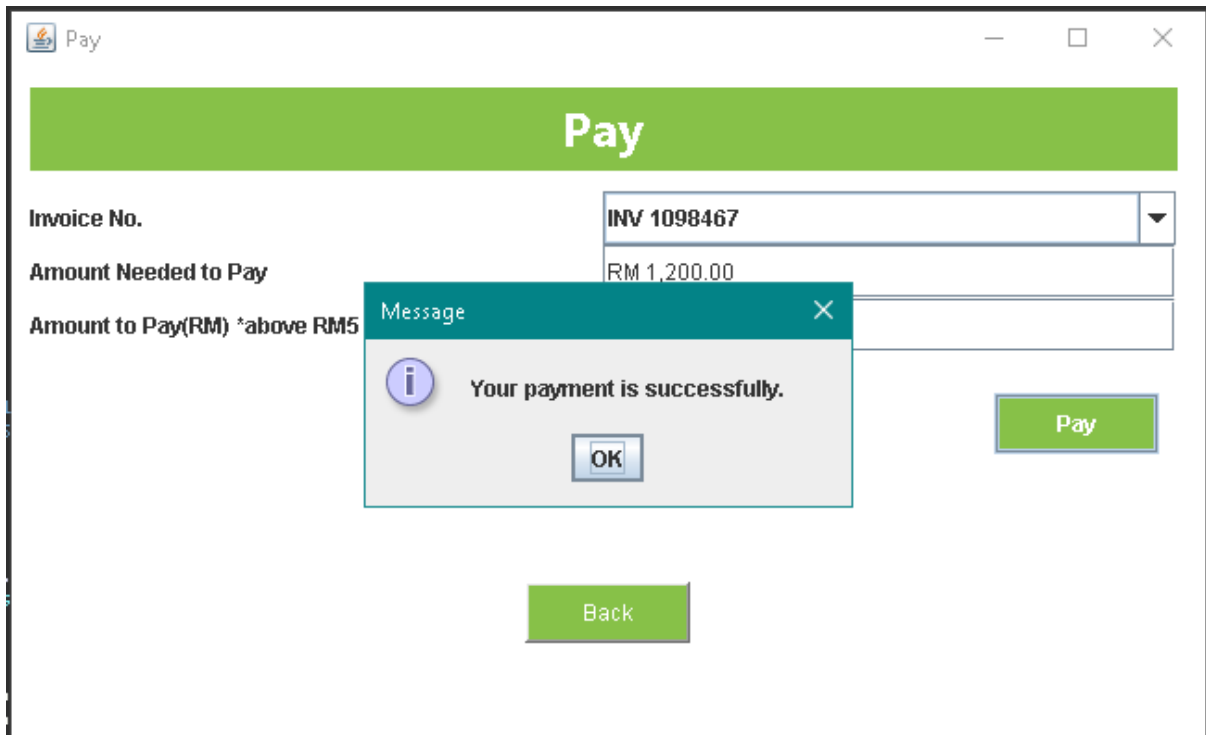 Pay
Pay
Invoice No.
INV 1098467
Amount Needed to Pay
RM 1,200.00
Amount to Pay(RM) *above RM5
Message
Your payment is successfully.
OK
Pay
Back